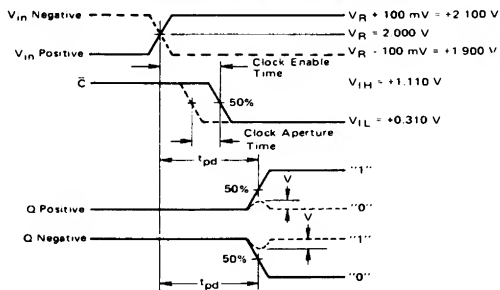 Vin Negative
VR + 100 mV = +2 100 V
VR = 2 000 V
Vin Positive
VR - 100 mV = +1 900 V
Clock Enable
Time
C̄
VIH = +1.110 V
50%
VIL = +0.310 V
Clock Aperture
Time
tpd
"1"
50%
V
Q Positive
"0"
Q Negative
"1"
V
50%
"0"
tpd